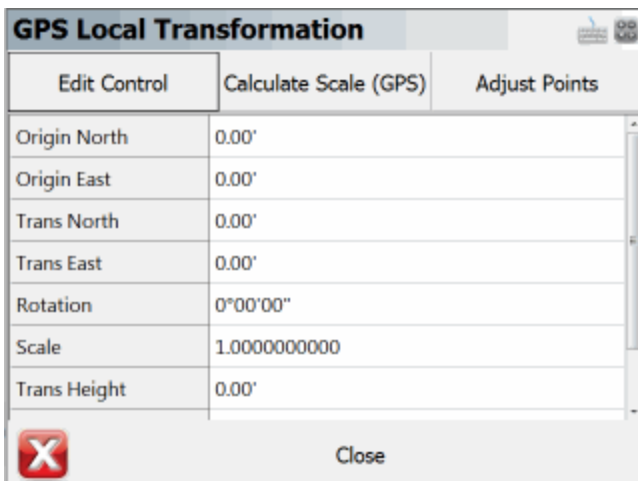 GPS Local Transformation
Edit Control Calculate Scale (GPS) Adjust Points
Origin North 0.00'
Origin East 0.00'
Trans North 0.00'
Trans East 0.00'
Rotation 0°00'00"
Scale 1.0000000000
Trans Height 0.00'
Close